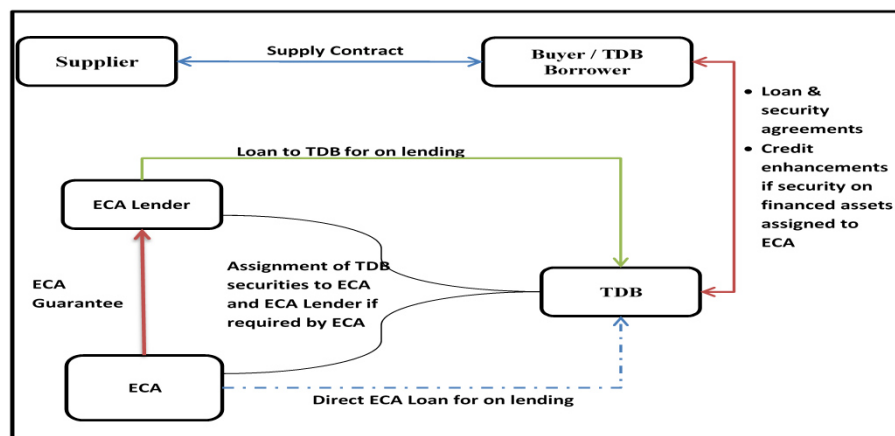 Supply Contract
Supplier
Buyer / TDB
Borrower
• Loan &
security
agreements
• Credit
enhancements
if security on
financed assets
assigned to
ECA
Loan to TDB for on lending
ECA Lender
ECA
Guarantee
Assignment of TDB
securities to ECA
and ECA Lender if
required by ECA
TDB
ECA
Direct ECA Loan for on lending